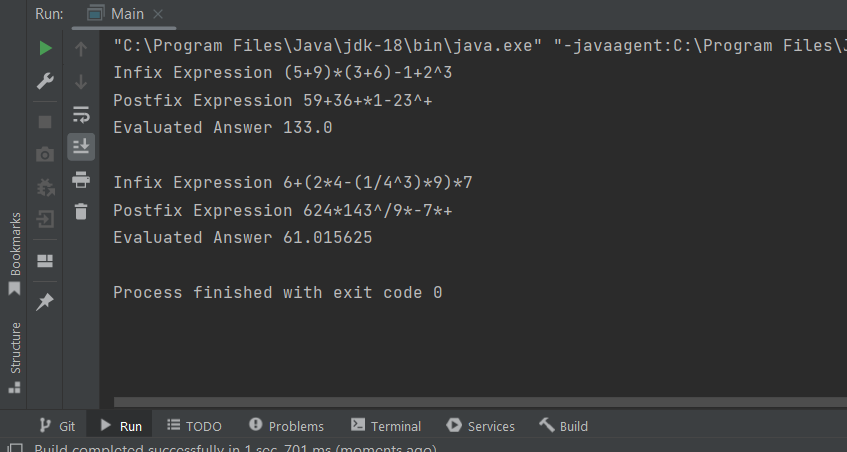 Run: Main
"C:\Program Files\Java\jdk-18\bin\java.exe" "-javaagent:C:\Program Files\J
Infix Expression (5+9)*(3+6)-1+2^3
Postfix Expression 59+36+*1-23^+
Evaluated Answer 133.0
Infix Expression 6+(2*4-(1/4^3)*9)*7
Postfix Expression 624*143^/9*-7*+
Evaluated Answer 61.015625
Process finished with exit code 0
Bookmarks
Structure
Git Run TODO Problems Terminal Services Build
Build completed successfully in 1 sec, 701 ms (moments ago)